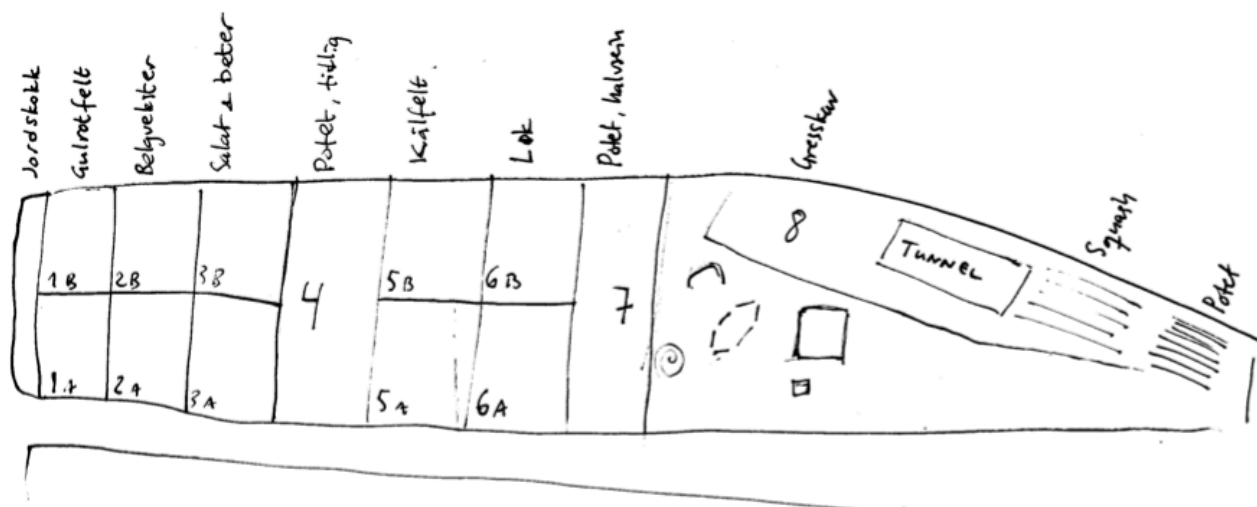 Jordskokk
Gulrotfelt
Belgvekster
Salat & beter
Potet, tidlig
Kålfelt
Løk
Potet, halvsein
Gresskar
Squash
Potet
1B
2B
3B
4
5B
6B
7
8
TUNNEL
1A
2A
3A
5A
6A